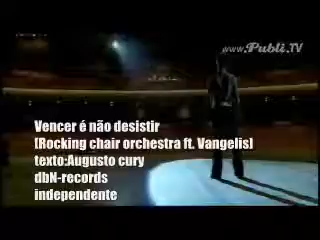 www.Publi.TV
Vencer é não desistir
[Rocking chair orchestra ft. Vangelis]
texto:Augusto cury
dbN-records
independente